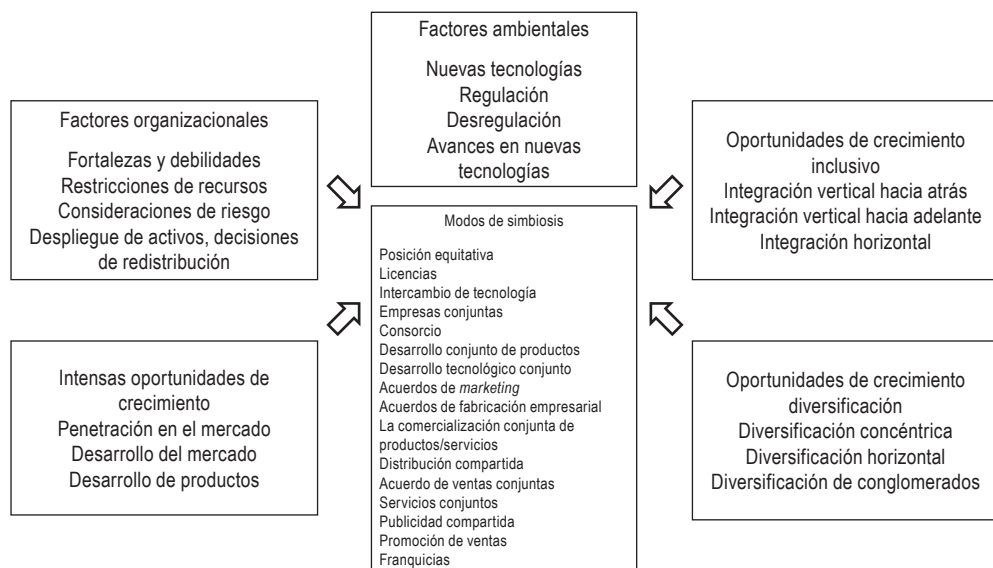 Factores ambientales
Nuevas tecnologías
Regulación
Desregulación
Avances en nuevas
tecnologías
Factores organizacionales
Fortalezas y debilidades
Restricciones de recursos
Consideraciones de riesgo
Despliegue de activos, decisiones
de redistribución
Oportunidades de crecimiento
inclusivo
Integración vertical hacia atrás
Integración vertical hacia adelante
Integración horizontal
Modos de simbiosis
Posición equitativa
Licencias
Intercambio de tecnología
Empresas conjuntas
Consorcio
Desarrollo conjunto de productos
Desarrollo tecnológico conjunto
Acuerdos de marketing
Acuerdos de fabricación empresarial
La comercialización conjunta de
productos/servicios
Distribución compartida
Acuerdo de ventas conjuntas
Servicios conjuntos
Publicidad compartida
Promoción de ventas
Franquicias
Intensas oportunidades de
crecimiento
Penetración en el mercado
Desarrollo del mercado
Desarrollo de productos
Oportunidades de crecimiento
diversificación
Diversificación concéntrica
Diversificación horizontal
Diversificación de conglomerados